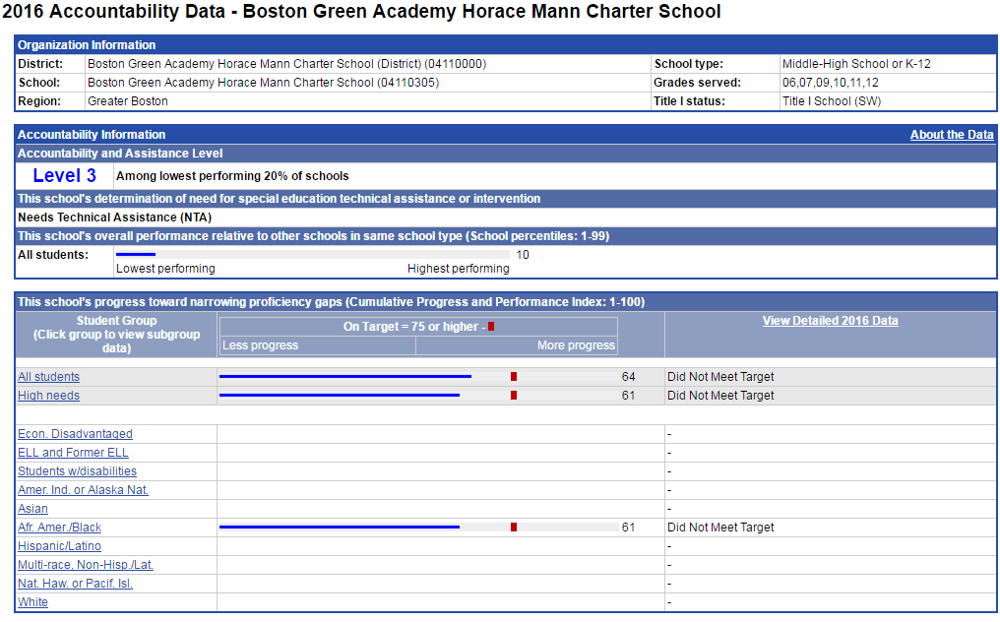 2016 Accountability Data - Boston Green Academy Horace Mann Charter School
Organization Information
District: Boston Green Academy Horace Mann Charter School (District) (04110000) School type: Middle-High School or K-12
School: Boston Green Academy Horace Mann Charter School (04110305) Grades served: 06,07,09,10,11,12
Region: Greater Boston Title I status: Title I School (SW)
Accountability Information About the Data
Accountability and Assistance Level
Level 3 Among lowest performing 20% of schools
This school's determination of need for special education technical assistance or intervention
Needs Technical Assistance (NTA)
This school's overall performance relative to other schools in same school type (School percentiles: 1-99)
All students: 10
Lowest performing Highest performing
This school's progress toward narrowing proficiency gaps (Cumulative Progress and Performance Index: 1-100)
Student Group
(Click group to view subgroup
data)
On Target = 75 or higher -
Less progress More progress
View Detailed 2016 Data
All students 64 Did Not Meet Target
High needs 61 Did Not Meet Target
Econ. Disadvantaged -
ELL and Former ELL -
Students w/disabilities -
Amer. Ind. or Alaska Nat. -
Asian -
Afr. Amer./Black 61 Did Not Meet Target
Hispanic/Latino -
Multi-race, Non-Hisp./Lat. -
Nat. Haw. or Pacif. Isl. -
White -